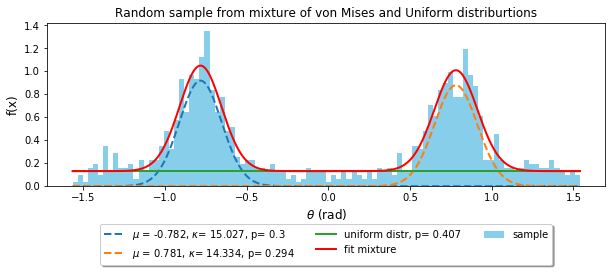 Random sample from mixture of von Mises and Uniform distriburtions
f(x)
1.4
1.2
1.0
0.8
0.6
0.4
0.2
0.0
−1.5 −1.0 −0.5 0.0 0.5 1.0 1.5
θ (rad)
μ = -0.782, κ= 15.027, p= 0.3
μ = 0.781, κ= 14.334, p= 0.294
uniform distr, p= 0.407
fit mixture
sample